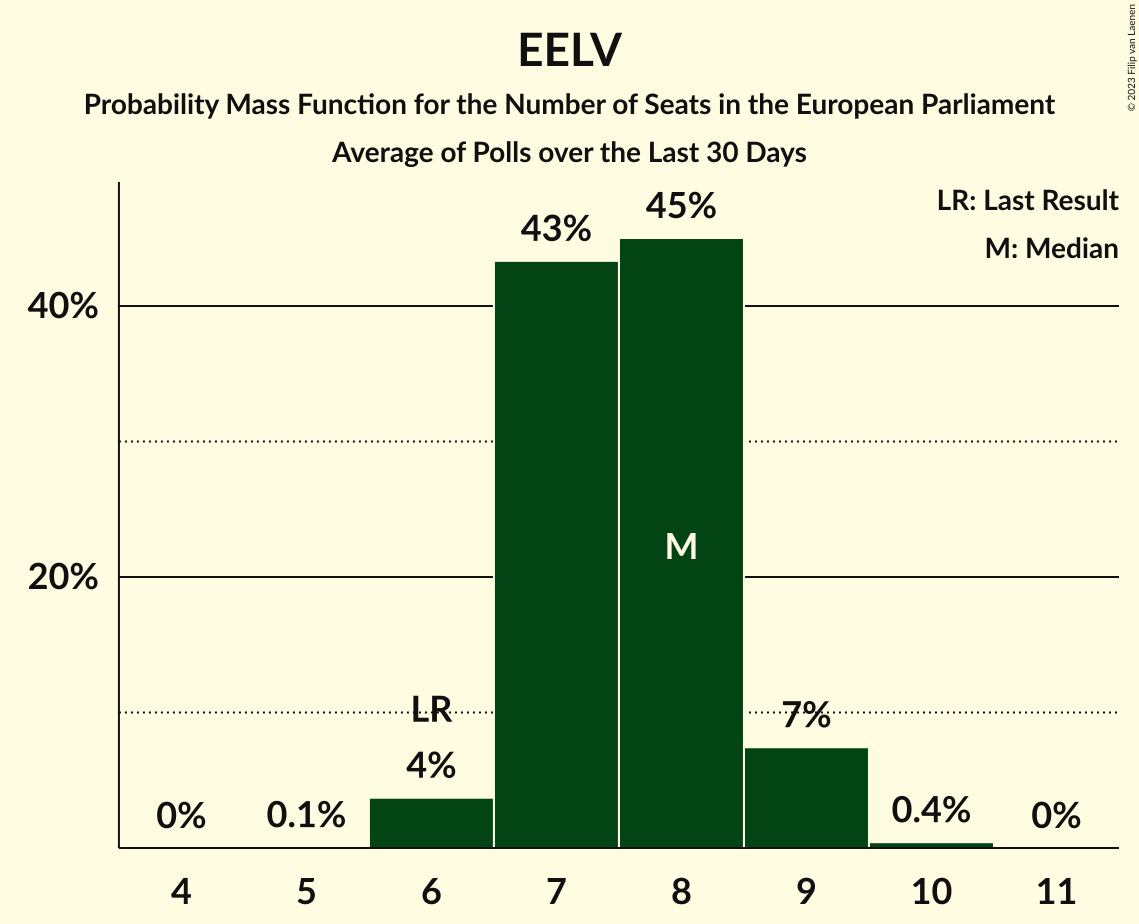 EELV
Probability Mass Function for the Number of Seats in the European Parliament
Average of Polls over the Last 30 Days
© 2023 Filip van Laenen
LR: Last Result
M: Median
40%
20%
0%
0.1%
LR
4%
43%
45%
M
7%
0.4%
0%
4 5 6 7 8 9 10 11